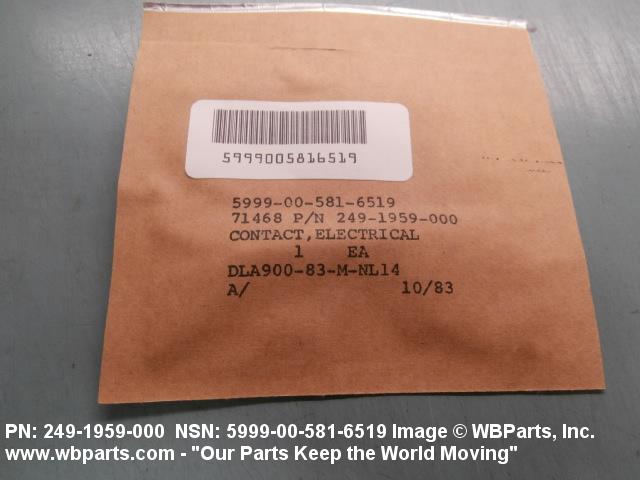 5999005816519
5999-00-581-6519
71468 P/N 249-1959-000
CONTACT,ELECTRICAL
1 EA
DLA900-83-M-NL14
A/ 10/83
PN: 249-1959-000 NSN: 5999-00-581-6519 Image © WBParts, Inc.
www.wbparts.com - "Our Parts Keep the World Moving"